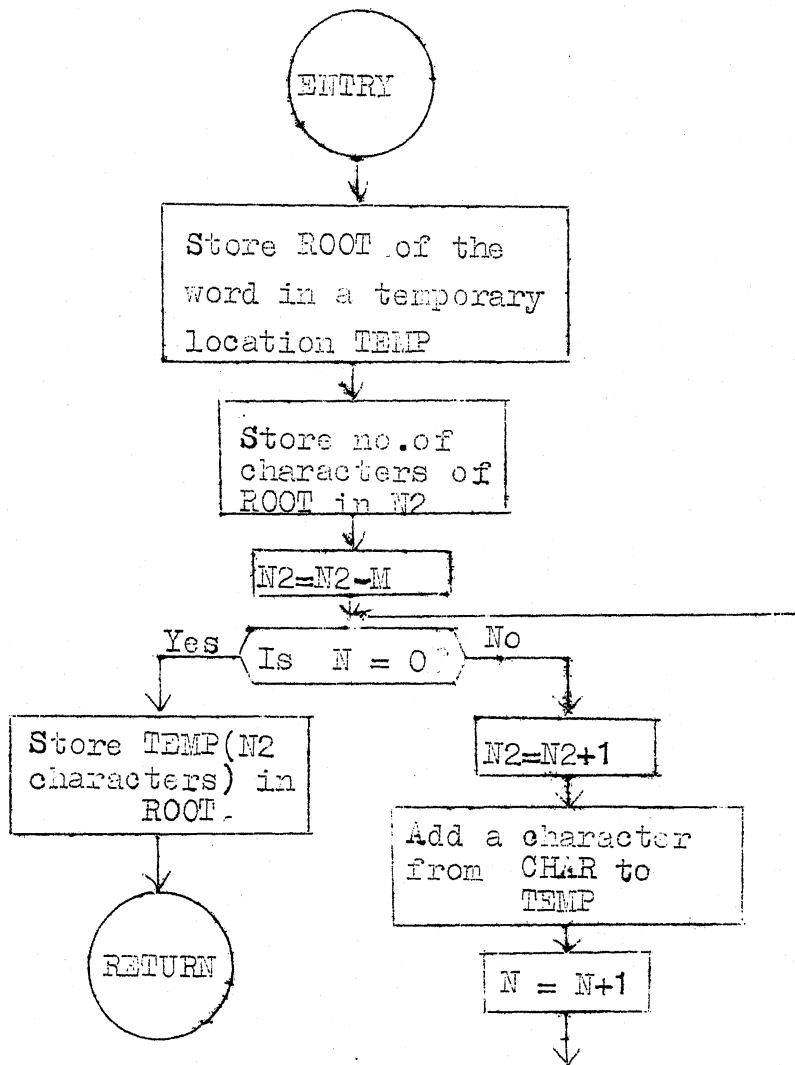 ENTRY
Store ROOT of the
word in a temporary
location TEMP
Store no.of
characters of
ROOT in N2
N2=N2-M
Yes
Is N = 0?
No
Store TEMP(N2
characters) in
ROOT.
N2=N2+1
Add a character
from CHAR to
TEMP
RETURN
N = N+1